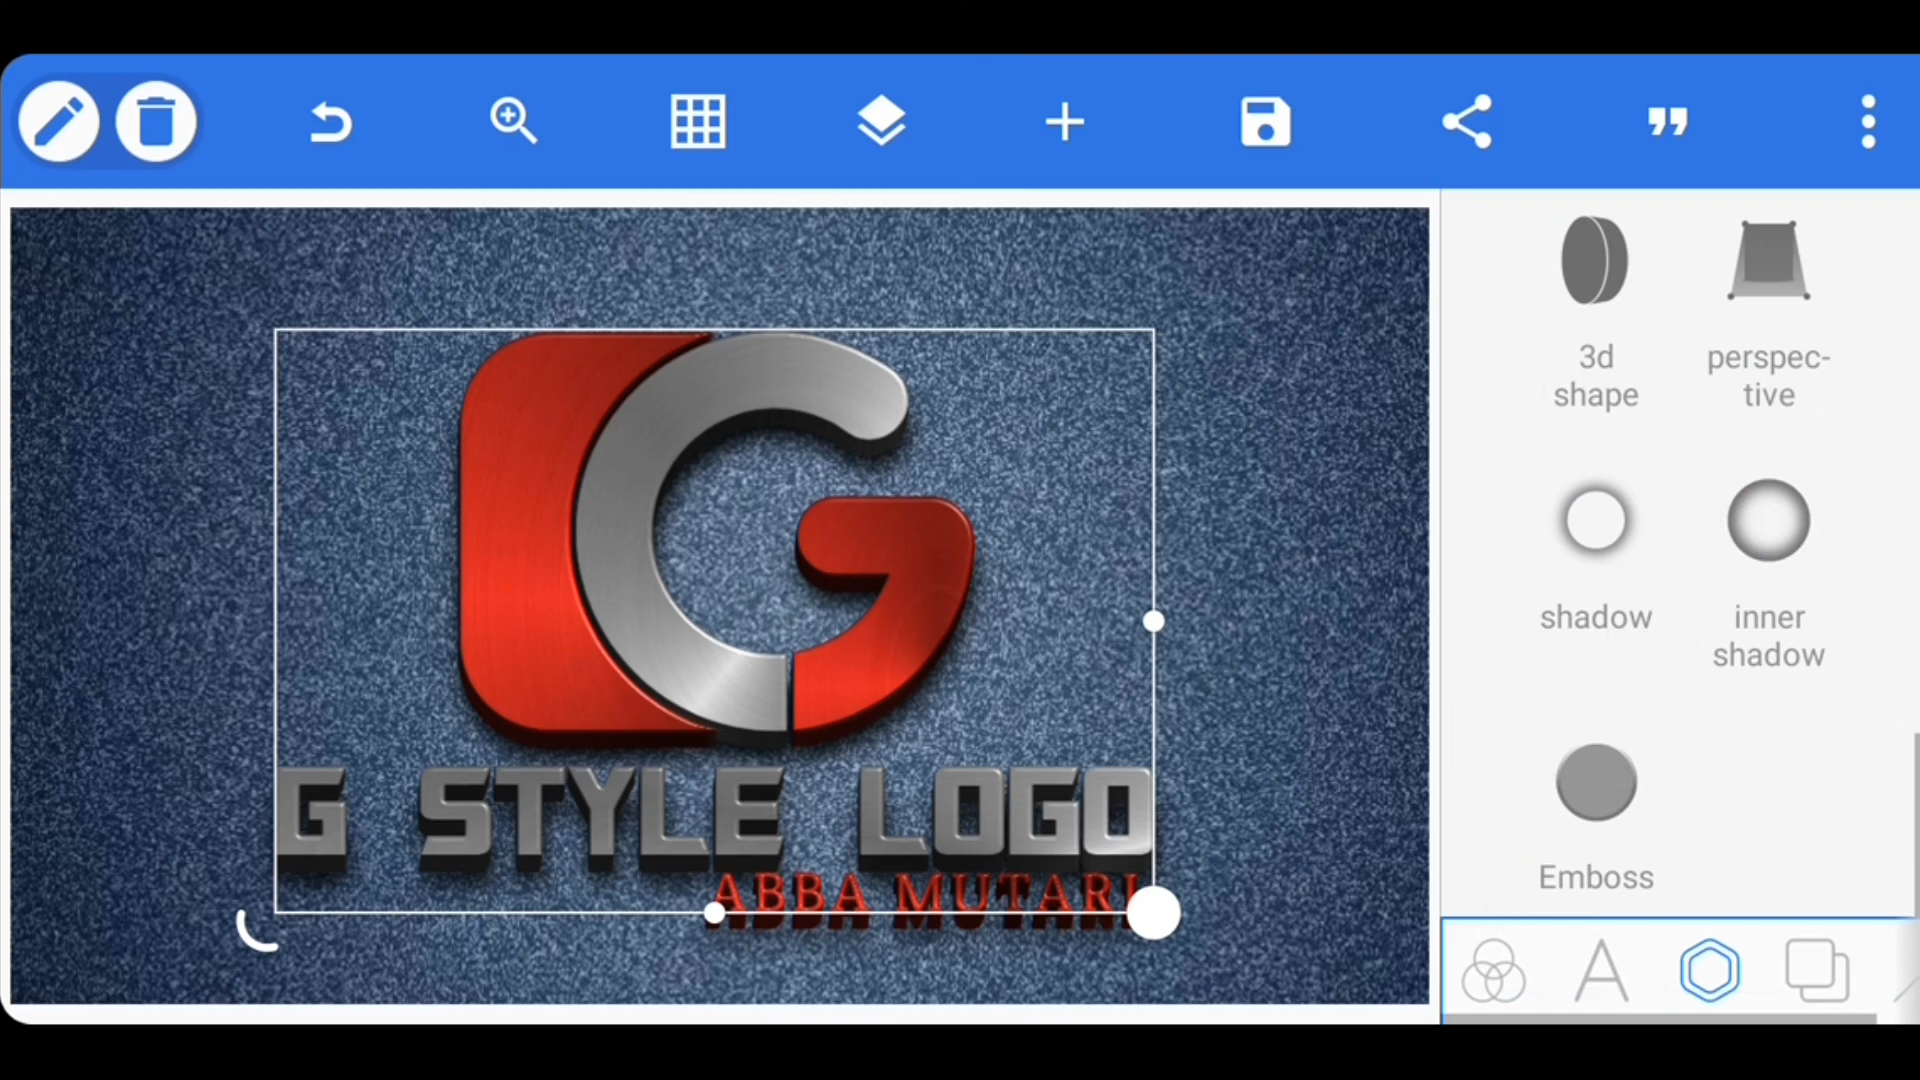 G STYLE LOGO
ABBA MUTARI
3d
shape
perspec-
tive
shadow
inner
shadow
Emboss